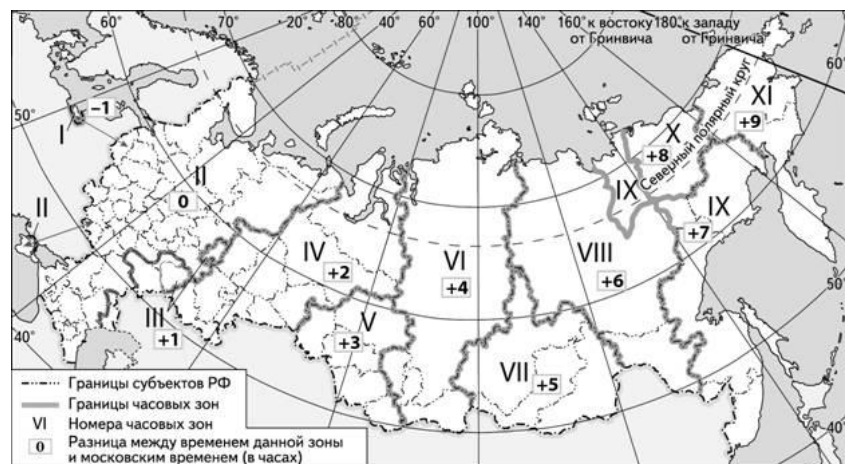 60°
70°
20°
40°
60°
100°
140°
160° к востоку
от Гринвича
180° к западу
от Гринвича
60°
50°
–1
I
II
0
II
40°
III
+1
IV
+2
V
+3
VI
+4
VII
+5
VIII
+6
IX
IX
+7
X
+8
XI
+9
Северный полярный круг
50°
40°
40°
Границы субъектов РФ
Границы часовых зон
VI Номера часовых зон
0 Разница между временем данной зоны
и московским временем (в часах)